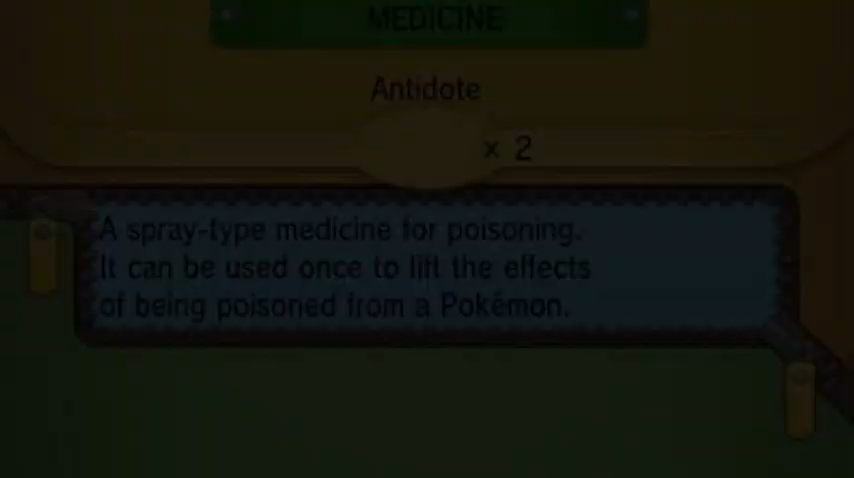 MEDICINE
Antidote
× 2
A spray-type medicine for poisoning.
It can be used once to lift the effects
of being poisoned from a Pokémon.